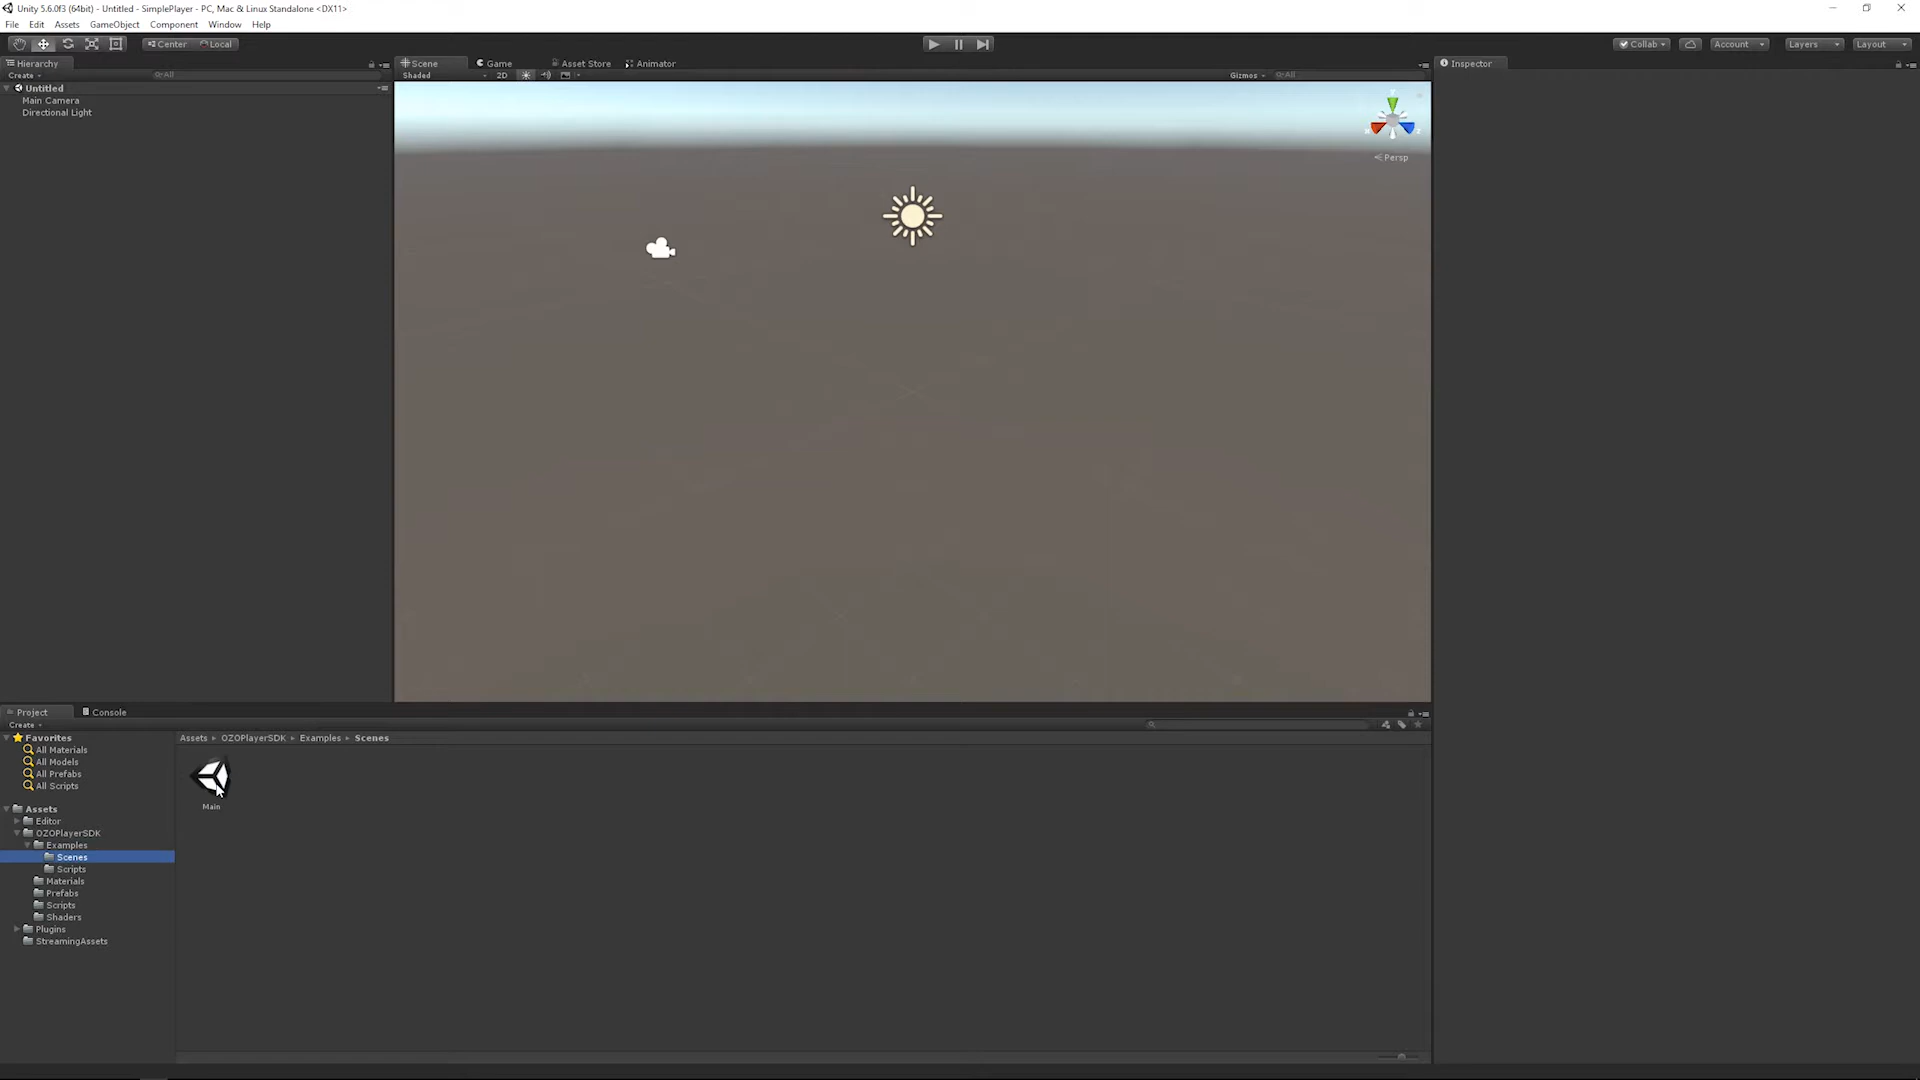 Unity 5.6.0f3 (64bit) - Untitled - SimplePlayer - PC, Mac & Linux Standalone <DX11>
File Edit Assets GameObject Component Window Help
Center Local Collab Account Layers Layout
Hierarchy
Create All
Untitled
Main Camera
Directional Light
Scene Game Asset Store Animator
Shaded 2D Gizmos All
Persp
Inspector
Project Console
Create
Favorites
All Materials
All Models
All Prefabs
All Scripts
Assets
Editor
OZOPlayerSDK
Examples
Scenes
Scripts
Materials
Prefabs
Scripts
Shaders
Plugins
StreamingAssets
Assets OZOPlayerSDK Examples Scenes
Main